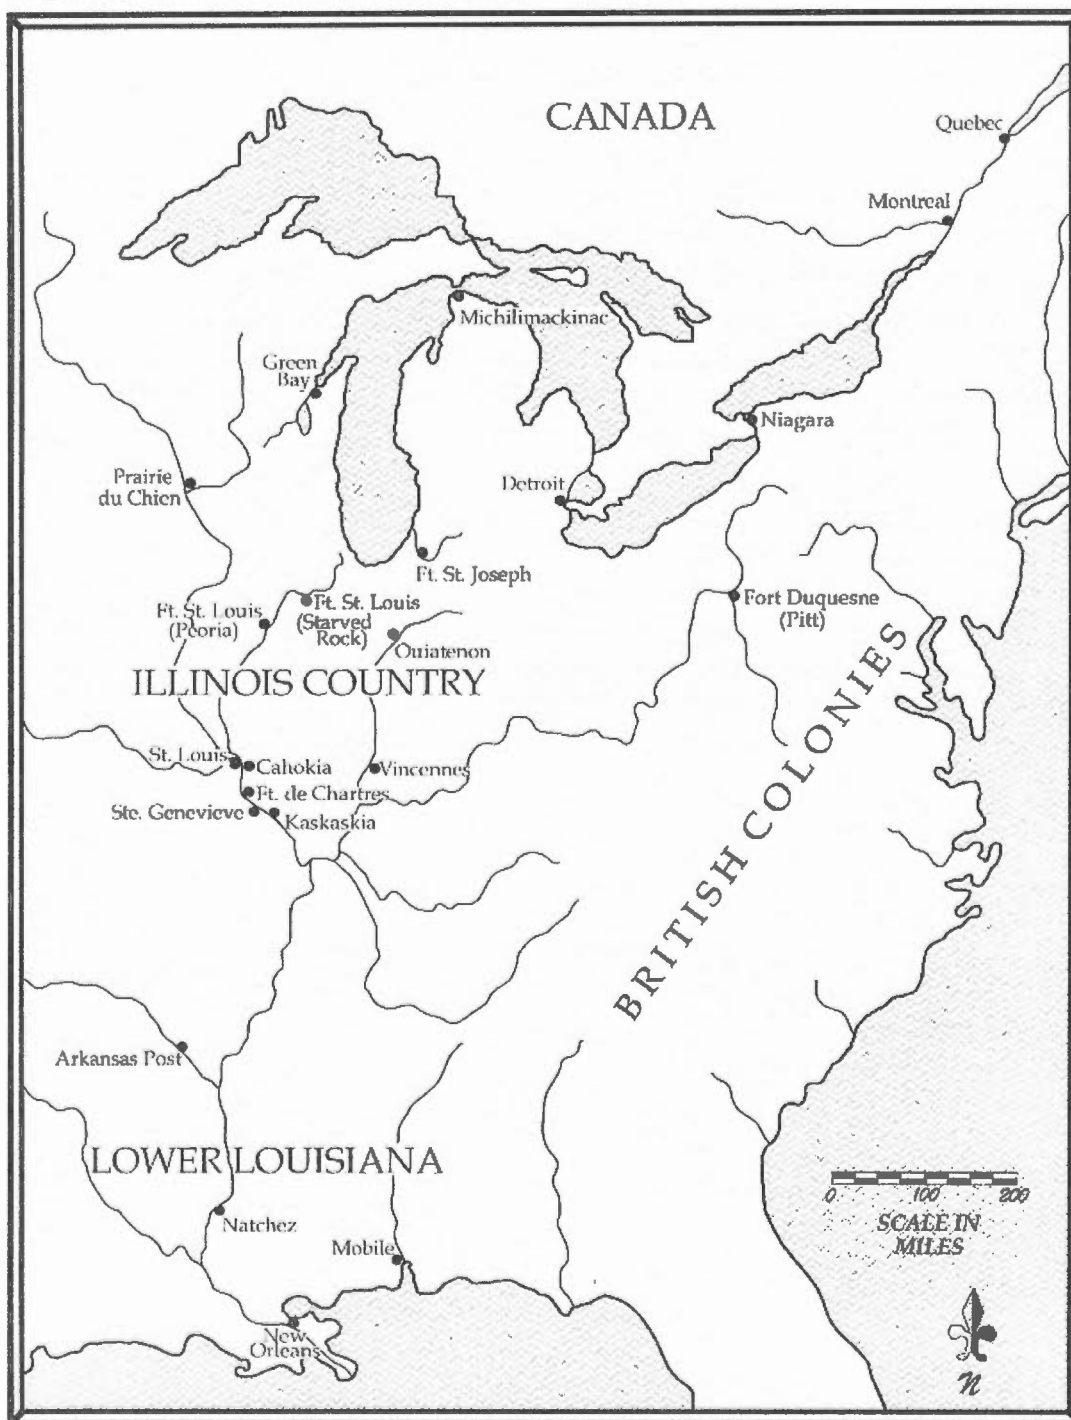 CANADA
Quebec
Montreal
Michilimackinac
Green
Bay
Niagara
Prairie
du Chien
Detroit
Ft. St. Joseph
Ft. St. Louis
(Peoria)
Ft. St. Louis
(Starved
Rock)
Fort Duquesne
(Pitt)
Ouiatenon
ILLINOIS COUNTRY
BRITISH COLONIES
St. Louis
Cahokia
Vincennes
Ft. de Chartres
Ste. Genevieve
Kaskaskia
Arkansas Post
LOWER LOUISIANA
Natchez
Mobile
New
Orleans
0 100 200
SCALE IN
MILES
N